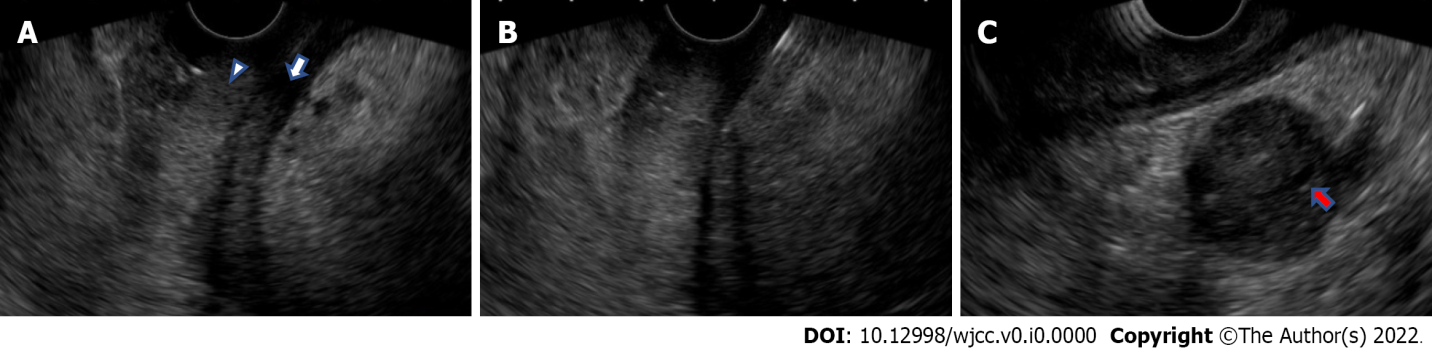 A
B
C
DOI: 10.12998/wjcc.v0.i0.0000 Copyright ©The Author(s) 2022.